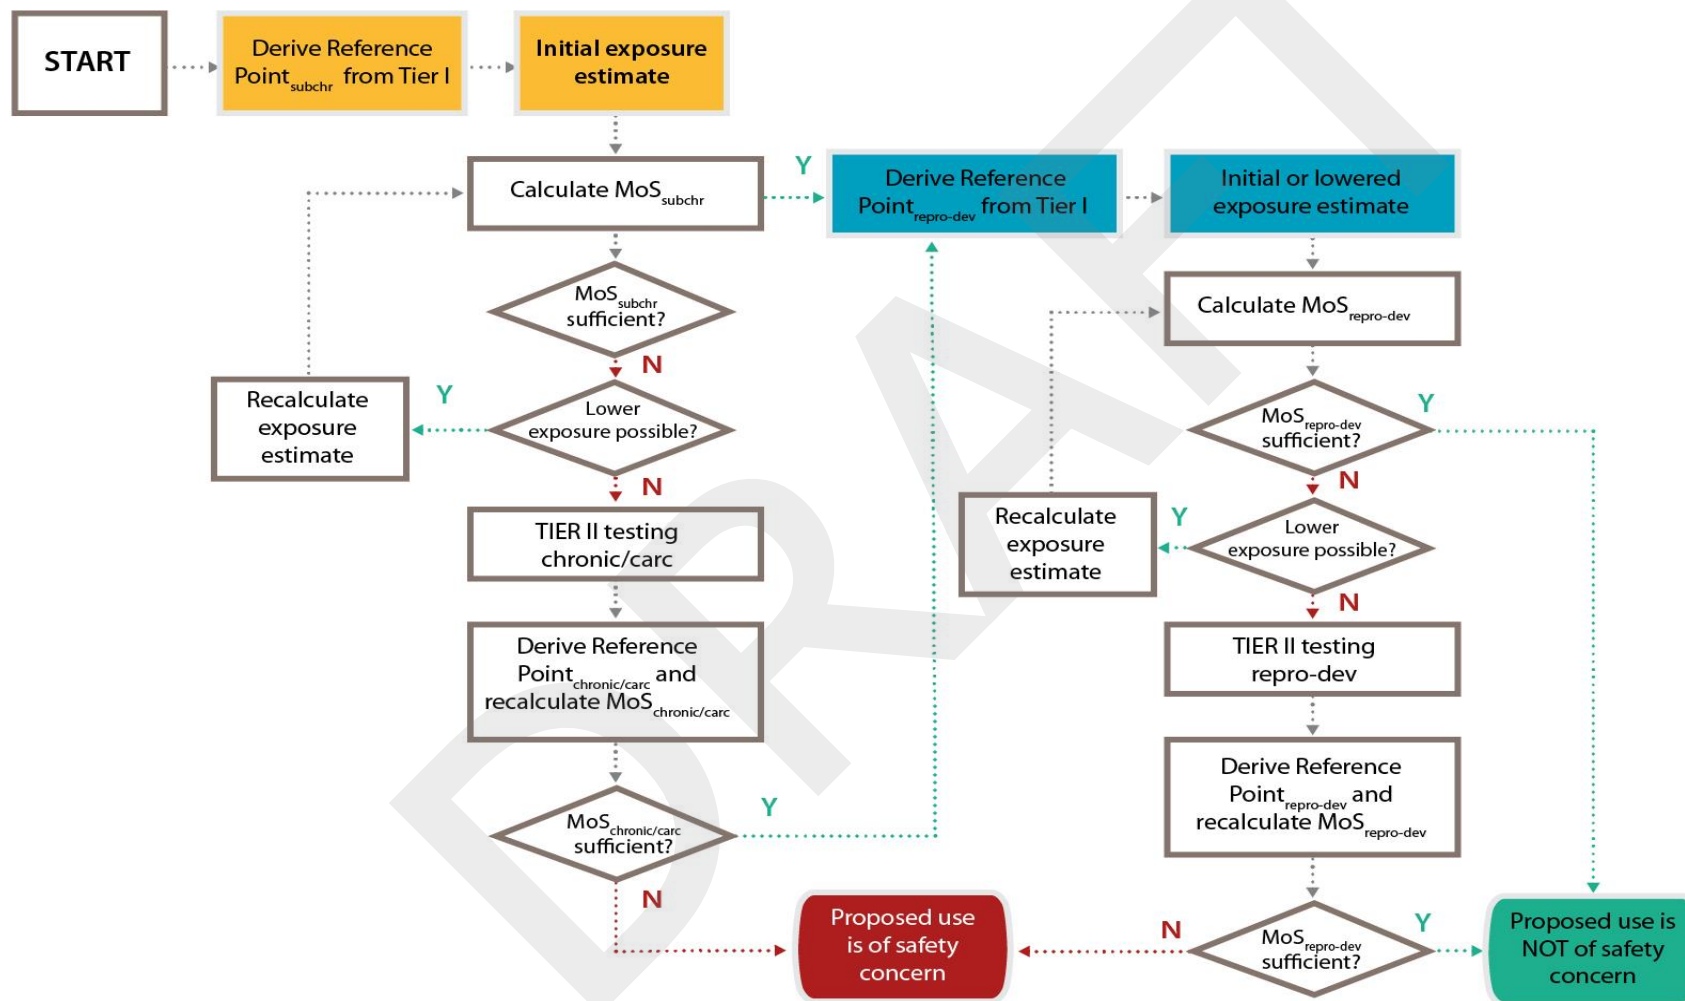 START
Derive Reference
Pointsubchr from Tier I
Initial exposure
estimate
Calculate MoSsubchr
Y
Derive Reference
Pointrepro-dev from Tier I
Initial or lowered
exposure estimate
MoSsubchr
sufficient?
N
Calculate MoSrepro-dev
Recalculate
exposure
estimate
Y
Lower
exposure possible?
N
MoSrepro-dev
sufficient?
Y
N
TIER II testing
chronic/carc
Recalculate
exposure
estimate
Y
Lower
exposure possible?
N
Derive Reference
Pointchronic/carc and
recalculate MoSchronic/carc
TIER II testing
repro-dev
MoSchronic/carc
sufficient?
Y
N
Derive Reference
Pointrepro-dev and
recalculate MoSrepro-dev
Proposed use
is of safety
concern
N
MoSrepro-dev
sufficient?
Y
Proposed use is
NOT of safety
concern
DRAFT